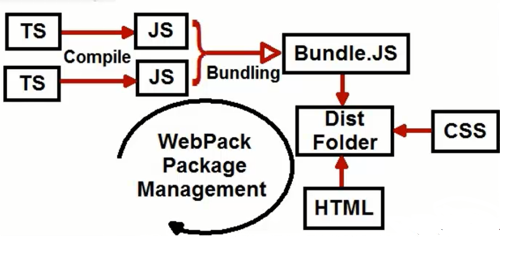 TS
JS
Compile
TS
JS
Bundling
Bundle.JS
Dist
Folder
CSS
HTML
WebPack
Package
Management